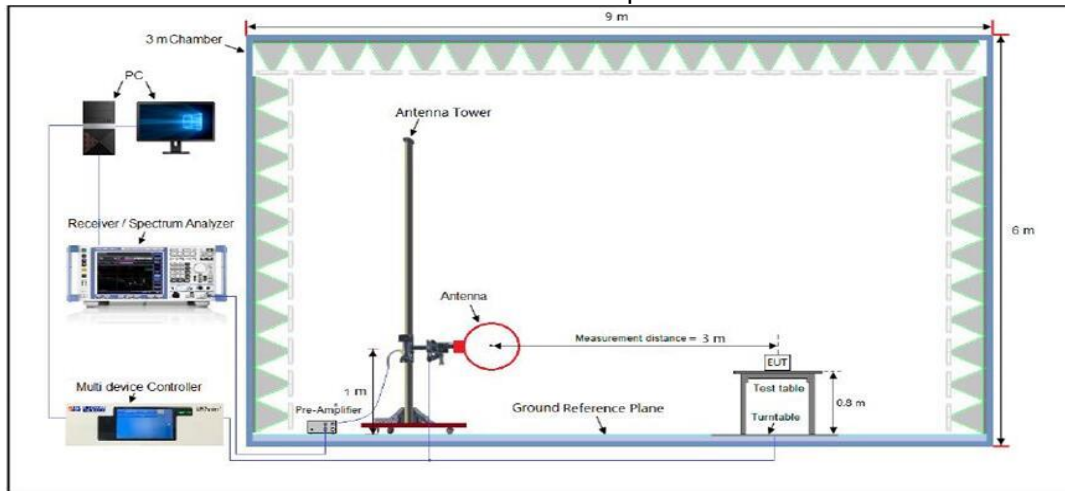 9 m
3 m Chamber
PC
Antenna Tower
Receiver / Spectrum Analyzer
6 m
Antenna
Measurement distance = 3 m
EUT
Multi device Controller
1 m
Test table
0.8 m
Pre-Amplifier
Ground Reference Plane
Turntable